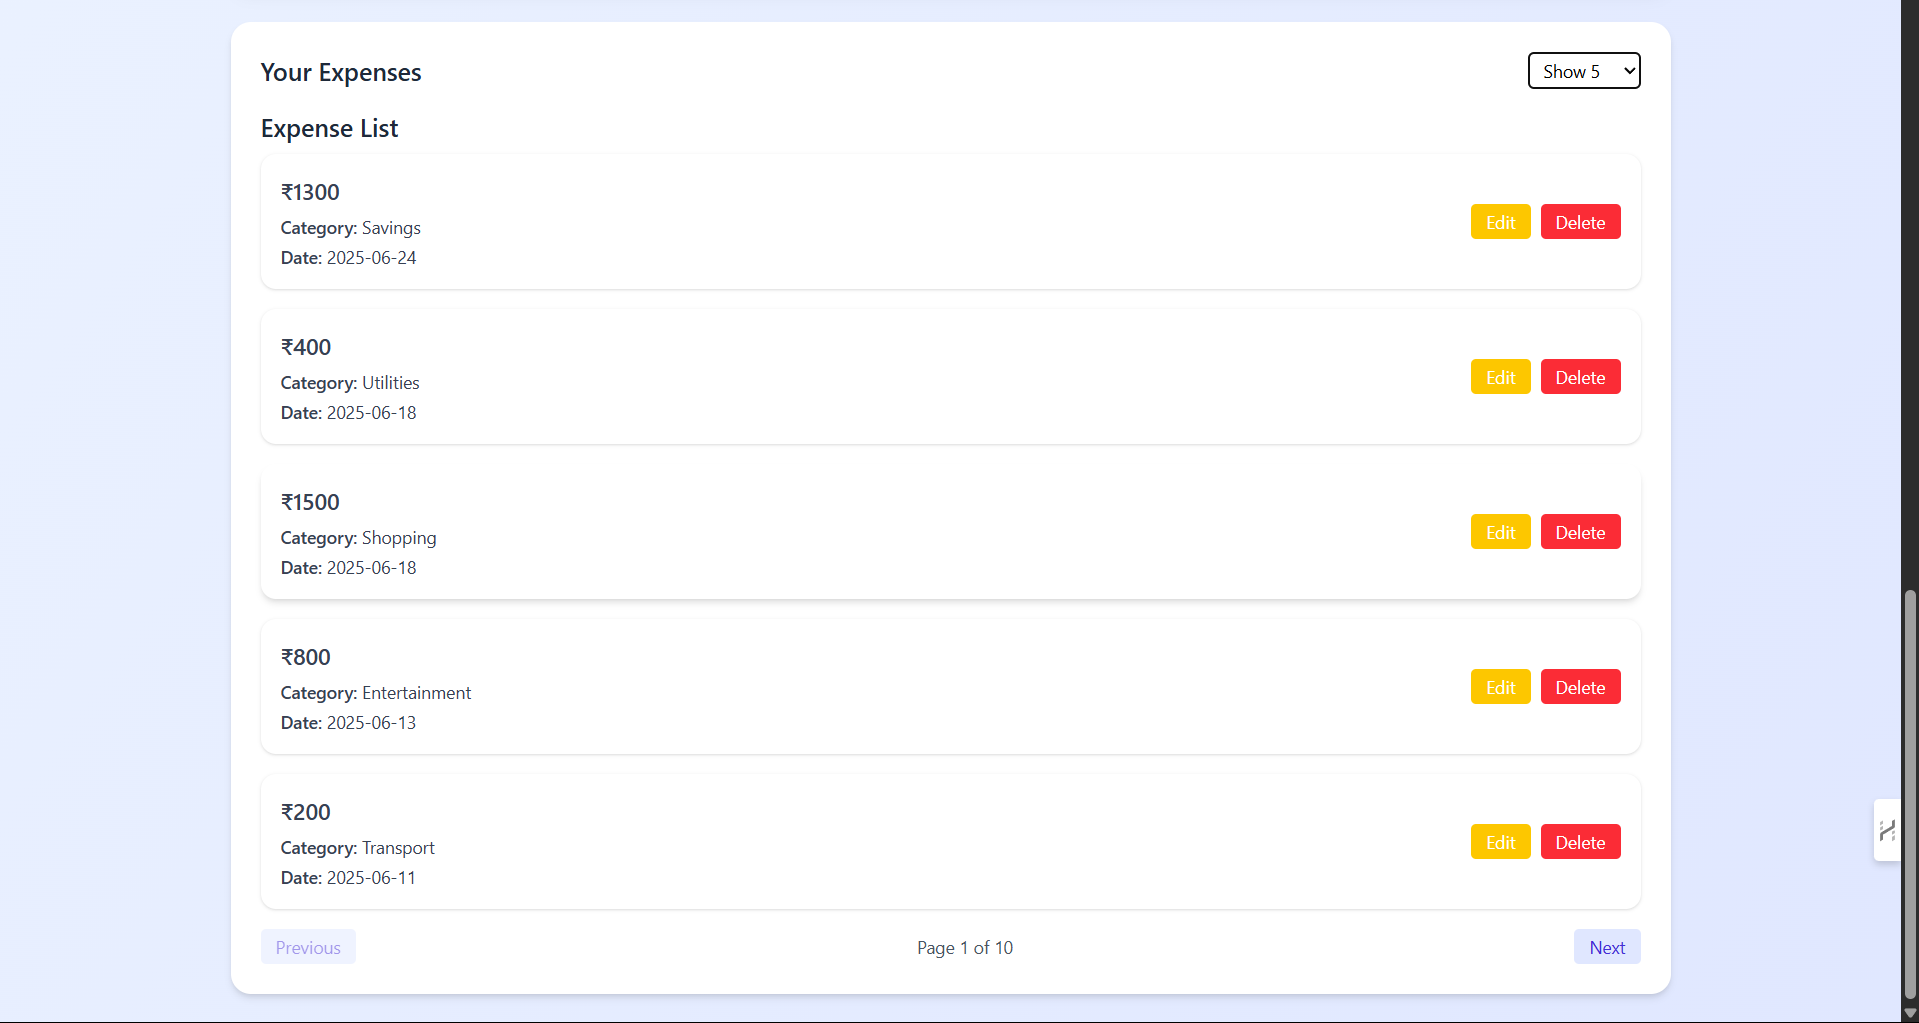 Your Expenses
Show 5
Expense List
₹1300
Category: Savings
Date: 2025-06-24
Edit
Delete
₹400
Category: Utilities
Date: 2025-06-18
Edit
Delete
₹1500
Category: Shopping
Date: 2025-06-18
Edit
Delete
₹800
Category: Entertainment
Date: 2025-06-13
Edit
Delete
₹200
Category: Transport
Date: 2025-06-11
Edit
Delete
Previous
Page 1 of 10
Next